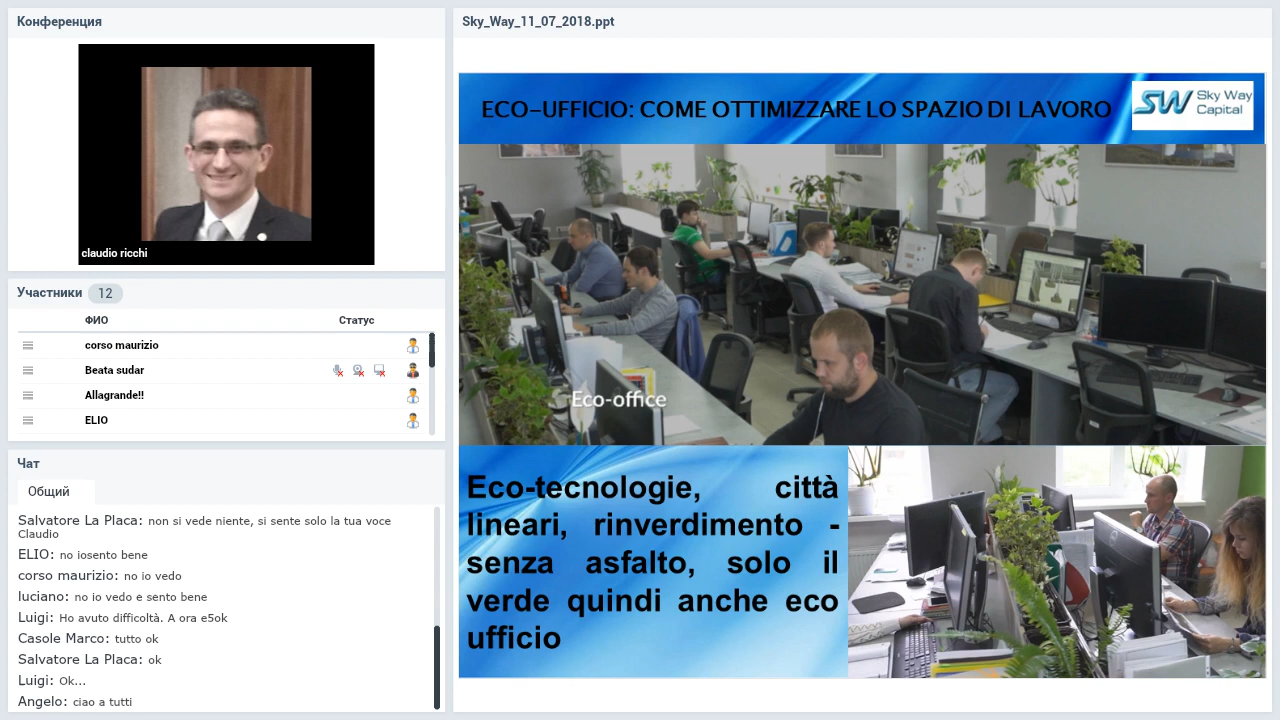 Конференция
claudio ricchi
Участники 12
ФИО Статус
corso maurizio
Beata sudar
Allagrande!!
ELIO
Чат
Общий
Salvatore La Placa: non si vede niente, si sente solo la tua voce
Claudio
ELIO: no iosento bene
corso maurizio: no io vedo
luciano: no io vedo e sento bene
Luigi: Ho avuto difficoltà. A ora e5ok
Casole Marco: tutto ok
Salvatore La Placa: ok
Luigi: Ok...
Angelo: ciao a tutti
Sky_Way_11_07_2018.ppt
ECO–UFFICIO: COME OTTIMIZZARE LO SPAZIO DI LAVORO
SW Sky Way
Capital
Eco-office
Eco-tecnologie, città
lineari, rinverdimento -
senza asfalto, solo il
verde quindi anche eco
ufficio